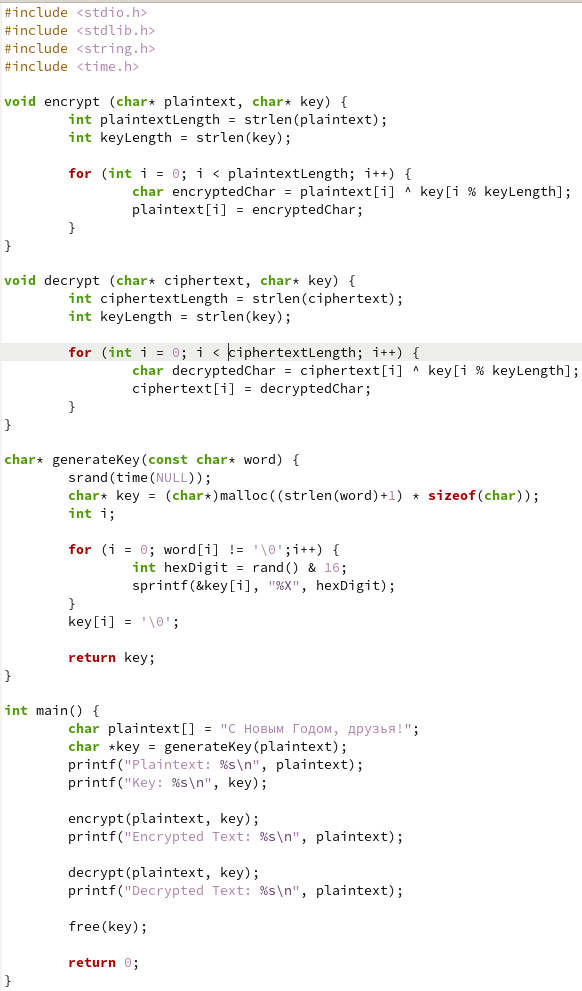 #include <stdio.h>
#include <stdlib.h>
#include <string.h>
#include <time.h>
void encrypt (char* plaintext, char* key) {
int plaintextLength = strlen(plaintext);
int keyLength = strlen(key);
for (int i = 0; i < plaintextLength; i++) {
char encryptedChar = plaintext[i] ^ key[i % keyLength];
plaintext[i] = encryptedChar;
}
}
void decrypt (char* ciphertext, char* key) {
int ciphertextLength = strlen(ciphertext);
int keyLength = strlen(key);
for (int i = 0; i < ciphertextLength; i++) {
char decryptedChar = ciphertext[i] ^ key[i % keyLength];
ciphertext[i] = decryptedChar;
}
}
char* generateKey(const char* word) {
srand(time(NULL));
char* key = (char*)malloc((strlen(word)+1) * sizeof(char));
int i;
for (i = 0; word[i] != '\0';i++) {
int hexDigit = rand() & 16;
sprintf(&key[i], "%X", hexDigit);
}
key[i] = '\0';
return key;
}
int main() {
char plaintext[] = "С Новым Годом, друзья!";
char *key = generateKey(plaintext);
printf("Plaintext: %s\n", plaintext);
printf("Key: %s\n", key);
encrypt(plaintext, key);
printf("Encrypted Text: %s\n", plaintext);
decrypt(plaintext, key);
printf("Decrypted Text: %s\n", plaintext);
free(key);
return 0;
}